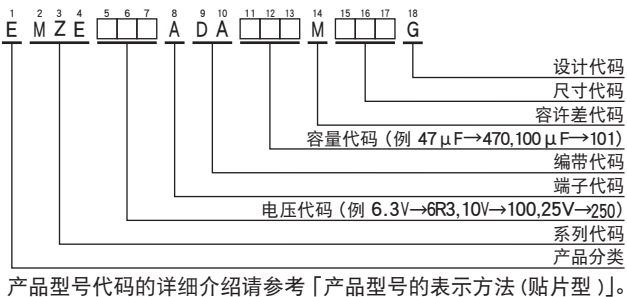 1 2 3 4 5 6 7 8 9 10 11 12 13 14 15 16 17 18
E MZE □□□ A DA □□□ M □□□ G
设计代码
尺寸代码
容许差代码
容量代码（例 47μF→470,100μF→101）
编带代码
端子代码
电压代码（例 6.3V→6R3,10V→100,25V→250）
系列代码
产品分类
产品型号代码的详细介绍请参考「产品型号的表示方法（贴片型）」。